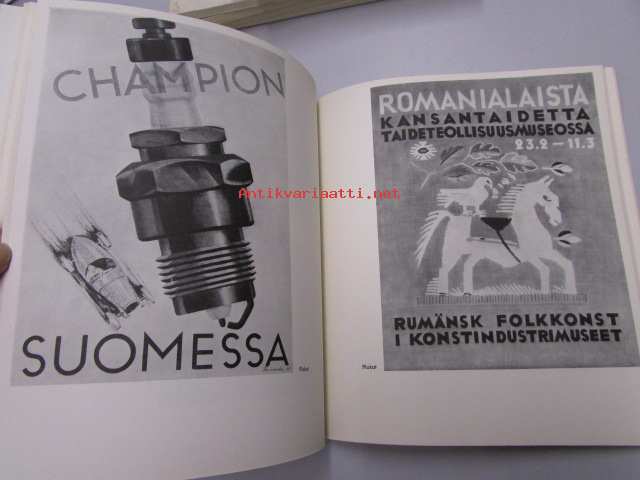 CHAMPION
SUOMESSA
ROMANIALAISTA
KANSANTAIDETTA
TAIDETEOLLISUUSMUSEOSSA
23.2 – 11.3
RUMÄNSK FOLKKONST
I KONSTINDUSTRIMUSEET
Antikvariaatti.net